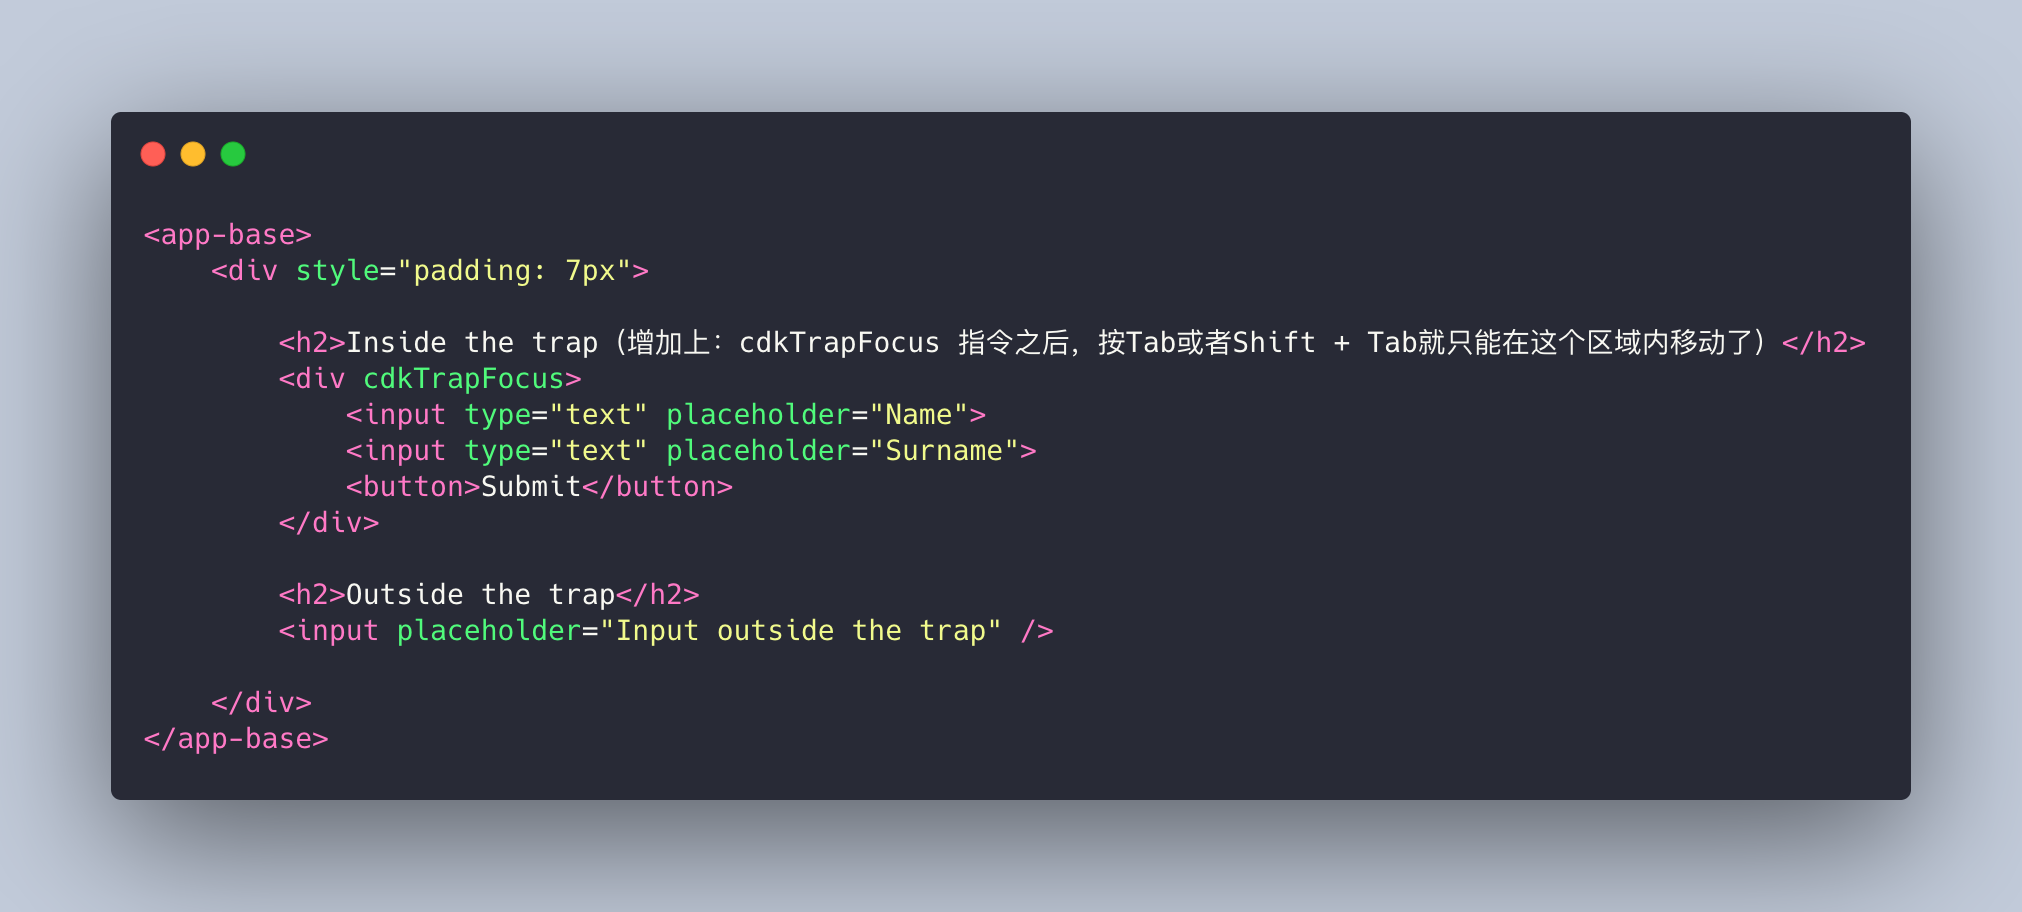 <app-base>
    <div style="padding: 7px">

        <h2>Inside the trap（增加上：cdkTrapFocus 指令之后，按Tab或者Shift + Tab就只能在这个区域内移动了）</h2>
        <div cdkTrapFocus>
            <input type="text" placeholder="Name">
            <input type="text" placeholder="Surname">
            <button>Submit</button>
        </div>

        <h2>Outside the trap</h2>
        <input placeholder="Input outside the trap" />

    </div>
</app-base>